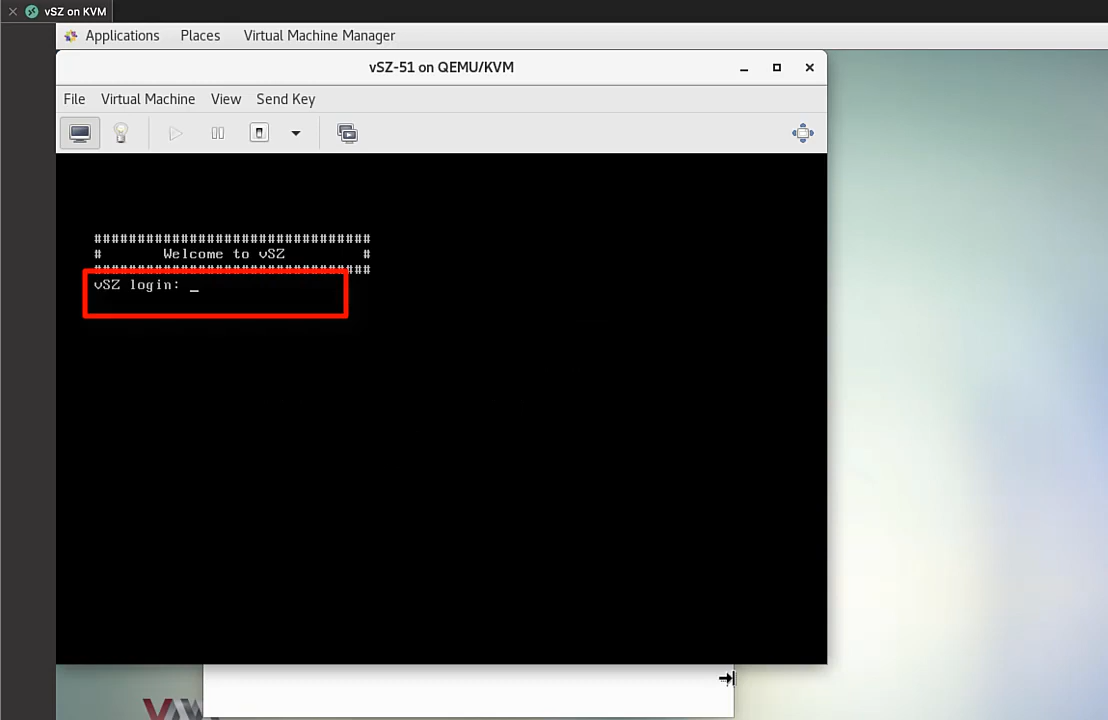 vSZ on KVM
Applications Places Virtual Machine Manager
vSZ-51 on QEMU/KVM
File Virtual Machine View Send Key
################################
# Welcome to vSZ #
################################
vSZ login: _